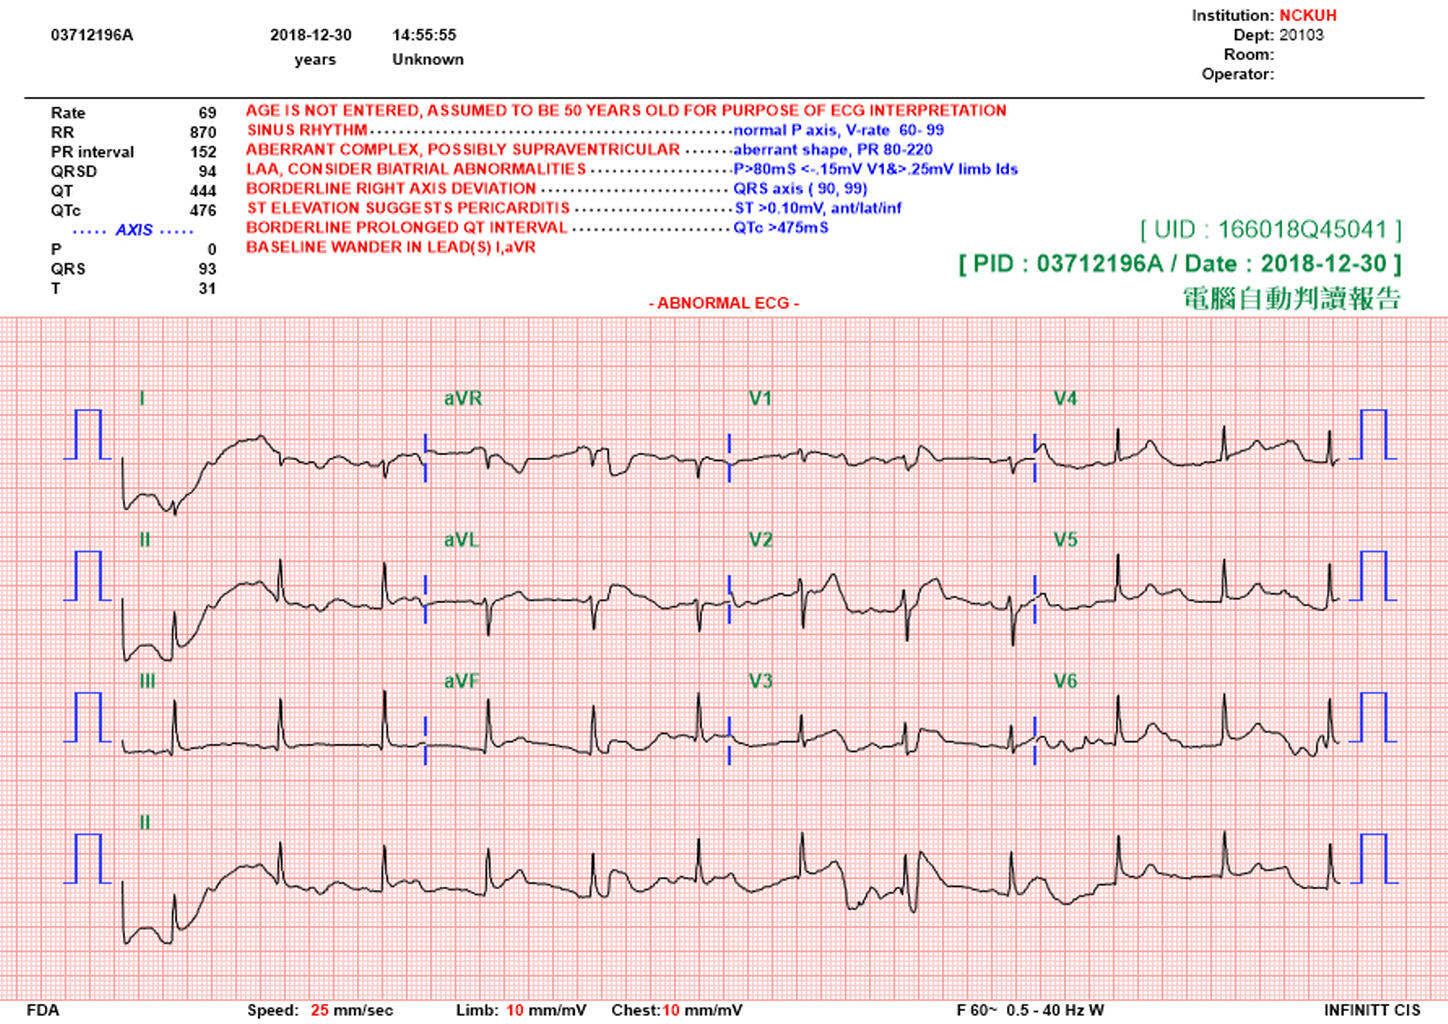 Institution: NCKUH
03712196A 2018-12-30 14:55:55 Dept: 20103
years Unknown Room:
Operator:
Rate 69 AGE IS NOT ENTERED, ASSUMED TO BE 50 YEARS OLD FOR PURPOSE OF ECG INTERPRETATION
RR 870 SINUS RHYTHM normal P axis, V-rate 60- 99
PR interval 152 ABERRANT COMPLEX, POSSIBLY SUPRAVENTRICULAR aberrant shape, PR 80-220
QRSD 94 LAA, CONSIDER BIATRIAL ABNORMALITIES P>80mS <-.15mV V1&>.25mV limb lds
QT 444 BORDERLINE RIGHT AXIS DEVIATION QRS axis ( 90, 99)
QTc 476 ST ELEVATION SUGGESTS PERICARDITIS ST >0.10mV, ant/lat/inf
AXIS BORDERLINE PROLONGED QT INTERVAL QTc >475mS
[ UID : 166018Q45041 ]
P 0 BASELINE WANDER IN LEAD(S) I,aVR
QRS 93 [ PID : 03712196A / Date : 2018-12-30 ]
T 31
電腦自動判讀報告
- ABNORMAL ECG -
I aVR V1 V4
II aVL V2 V5
III aVF V3 V6
II
FDA Speed: 25 mm/sec Limb: 10 mm/mV Chest:10 mm/mV F 60~ 0.5 - 40 Hz W INFINITT CIS